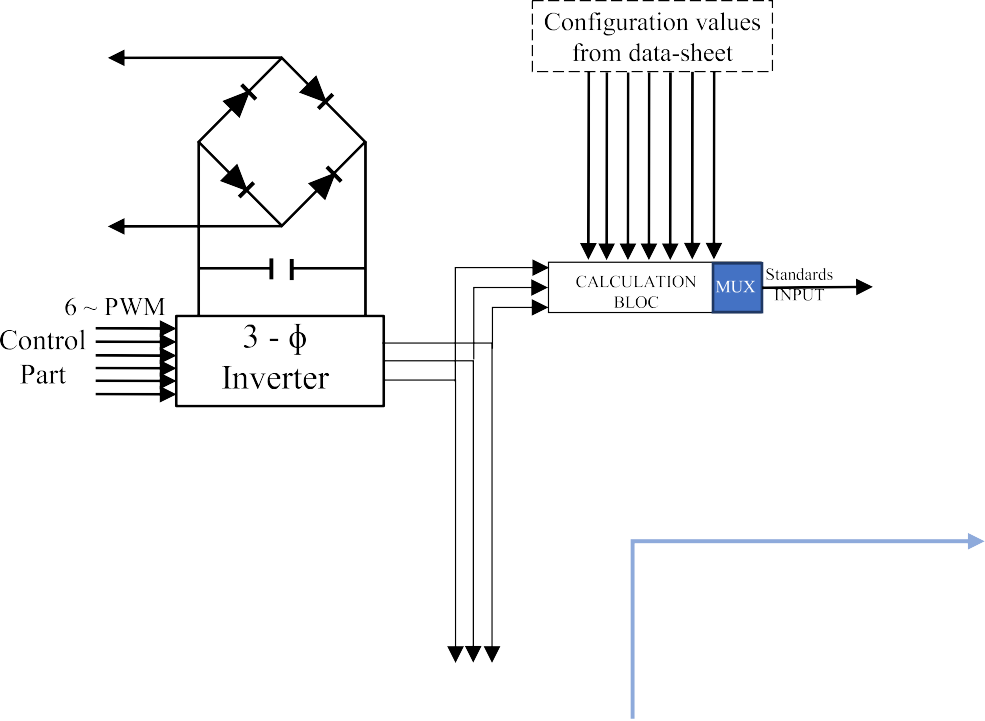 Configuration values
from data-sheet
CALCULATION
BLOC
MUX
Standards
INPUT
6 ~ PWM
Control
Part
3 - ϕ
Inverter